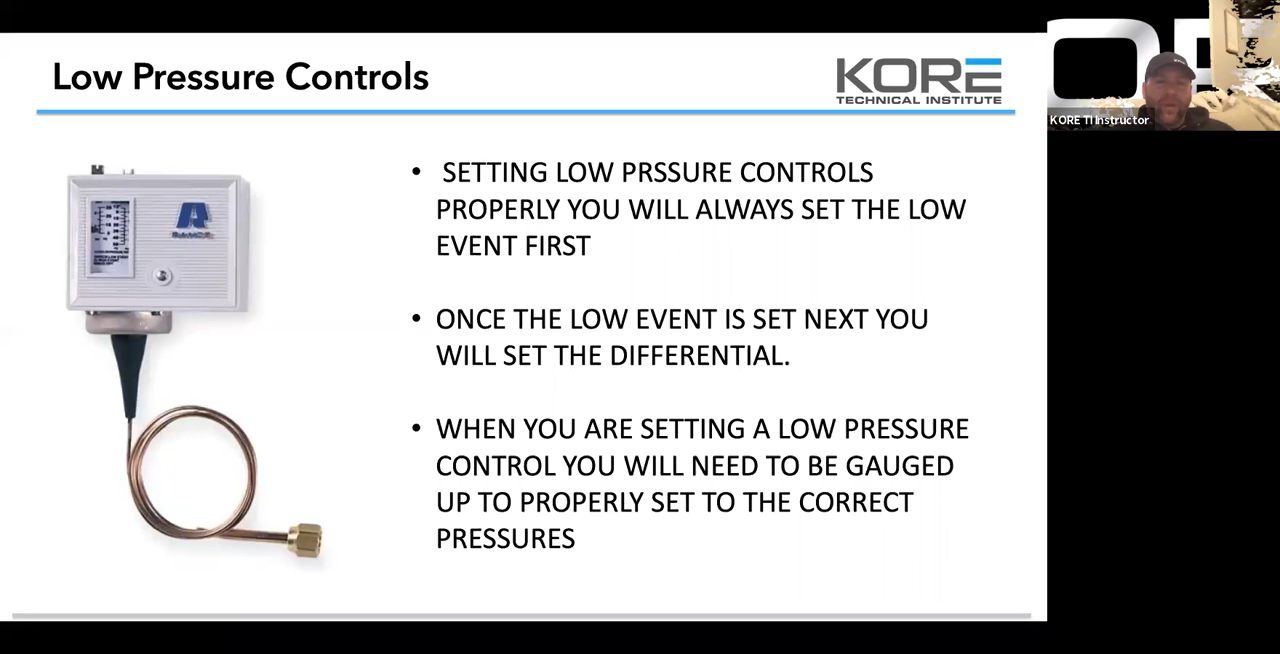 Low Pressure Controls
KORE
TECHNICAL INSTITUTE
KORE TI Instructor
• SETTING LOW PRSSURE CONTROLS
PROPERLY YOU WILL ALWAYS SET THE LOW
EVENT FIRST
• ONCE THE LOW EVENT IS SET NEXT YOU
WILL SET THE DIFFERENTIAL.
• WHEN YOU ARE SETTING A LOW PRESSURE
CONTROL YOU WILL NEED TO BE GAUGED
UP TO PROPERLY SET TO THE CORRECT
PRESSURES